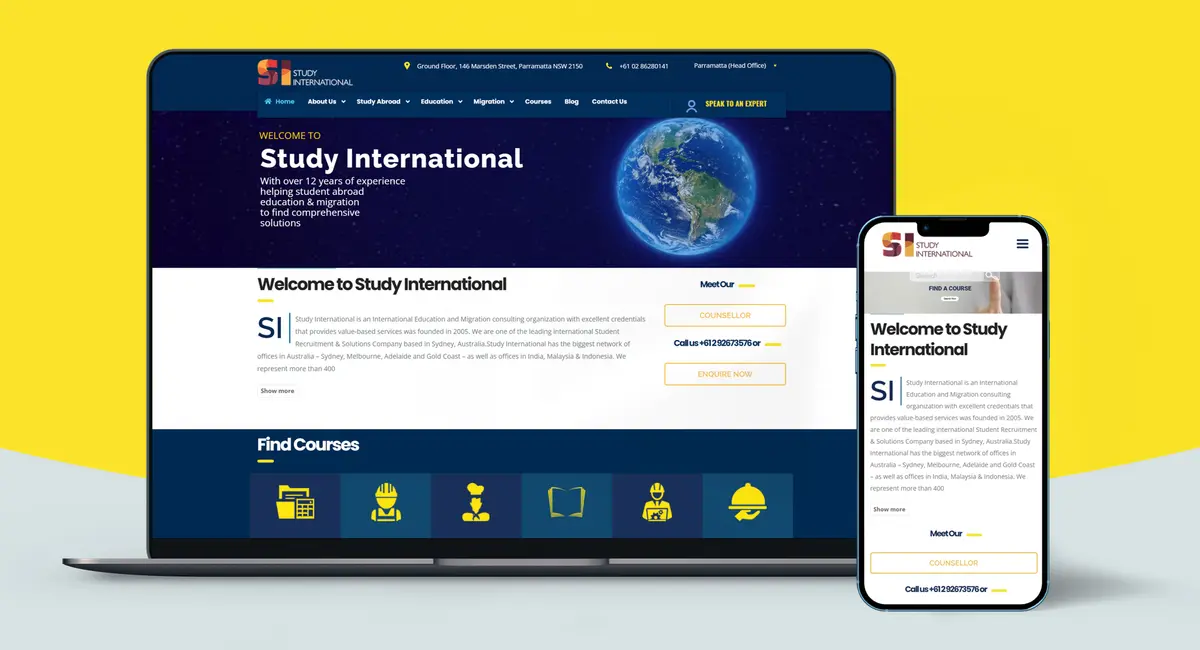 SI STUDY
INTERNATIONAL
Ground Floor, 146 Marsden Street, Parramatta NSW 2150
+61 02 86280141
Parramatta (Head Office)
Home About Us Study Abroad Education Migration Courses Blog Contact Us
SPEAK TO AN EXPERT
WELCOME TO
Study International
With over 12 years of experience
helping student abroad
education & migration
to find comprehensive
solutions
Welcome to Study International
SI
Study International is an International Education and Migration consulting organization with excellent credentials
that provides value-based services was founded in 2005. We are one of the leading International Student
Recruitment & Solutions Company based in Sydney, Australia.Study International has the biggest network of
offices in Australia – Sydney, Melbourne, Adelaide and Gold Coast – as well as offices in India, Malaysia & Indonesia. We
represent more than 400
Show more
Meet Our
COUNSELLOR
Call us +61 2 92673576 or
ENQUIRE NOW
Find Courses
SI STUDY
INTERNATIONAL
Search
FIND A COURSE
Welcome to Study
International
SI
Study International is an International
Education and Migration consulting
organization with excellent credentials that
provides value-based services was founded in 2005. We
are one of the leading International Student Recruitment
& Solutions Company based in Sydney, Australia.Study
International has the biggest network of offices in
Australia – Sydney, Melbourne, Adelaide and Gold Coast
– as well as offices in India, Malaysia & Indonesia. We
represent more than 400
Show more
Meet Our
COUNSELLOR
Call us +61 2 92673576 or